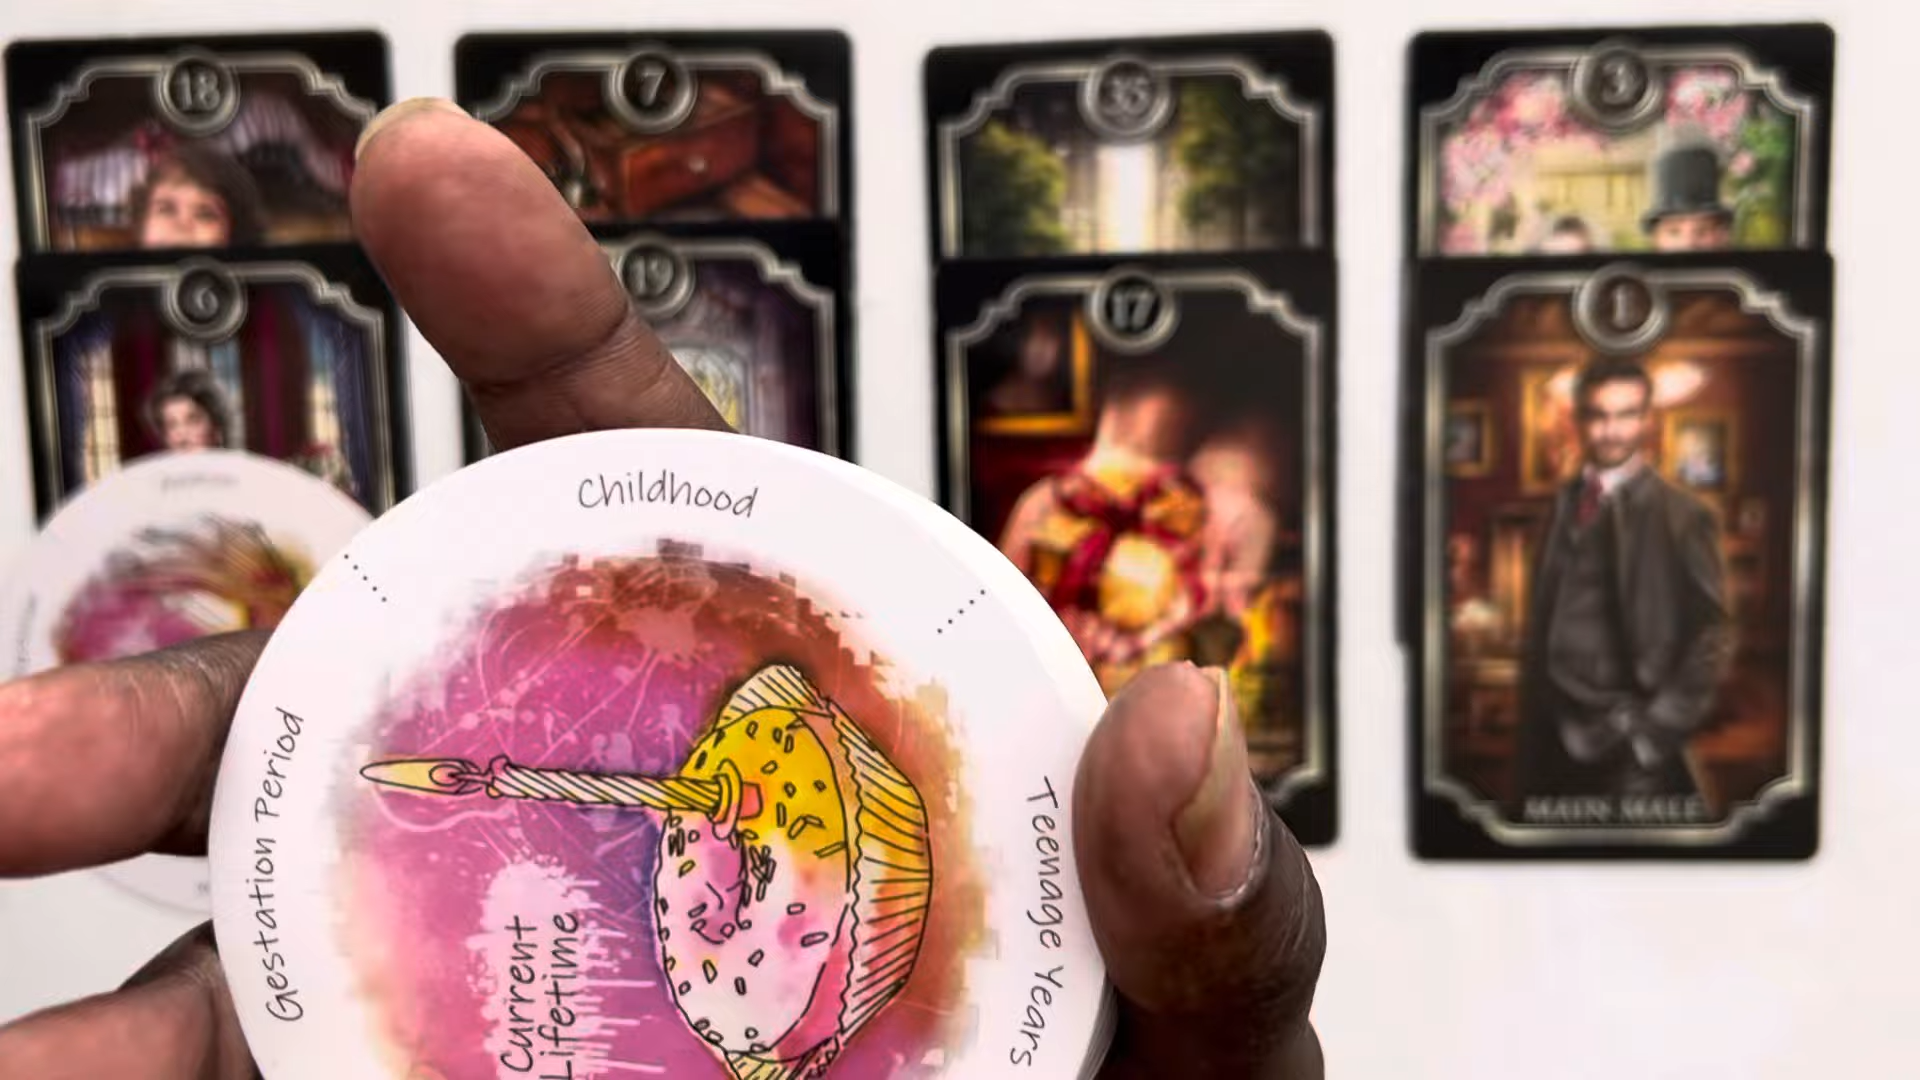 18
7
35
3
6
19
17
1
MAIN MALE
Childhood
Gestation Period
Teenage Years
Current
Lifetime